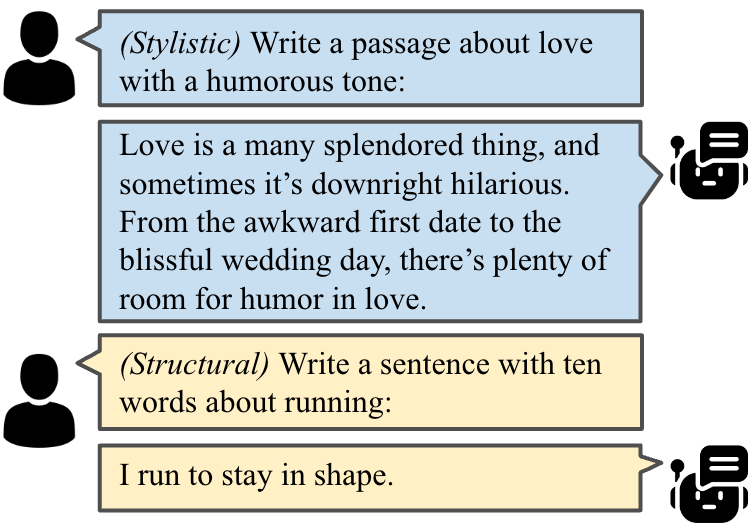 (Stylistic) Write a passage about love
with a humorous tone:
Love is a many splendored thing, and
sometimes it’s downright hilarious.
From the awkward first date to the
blissful wedding day, there’s plenty of
room for humor in love.
(Structural) Write a sentence with ten
words about running:
I run to stay in shape.